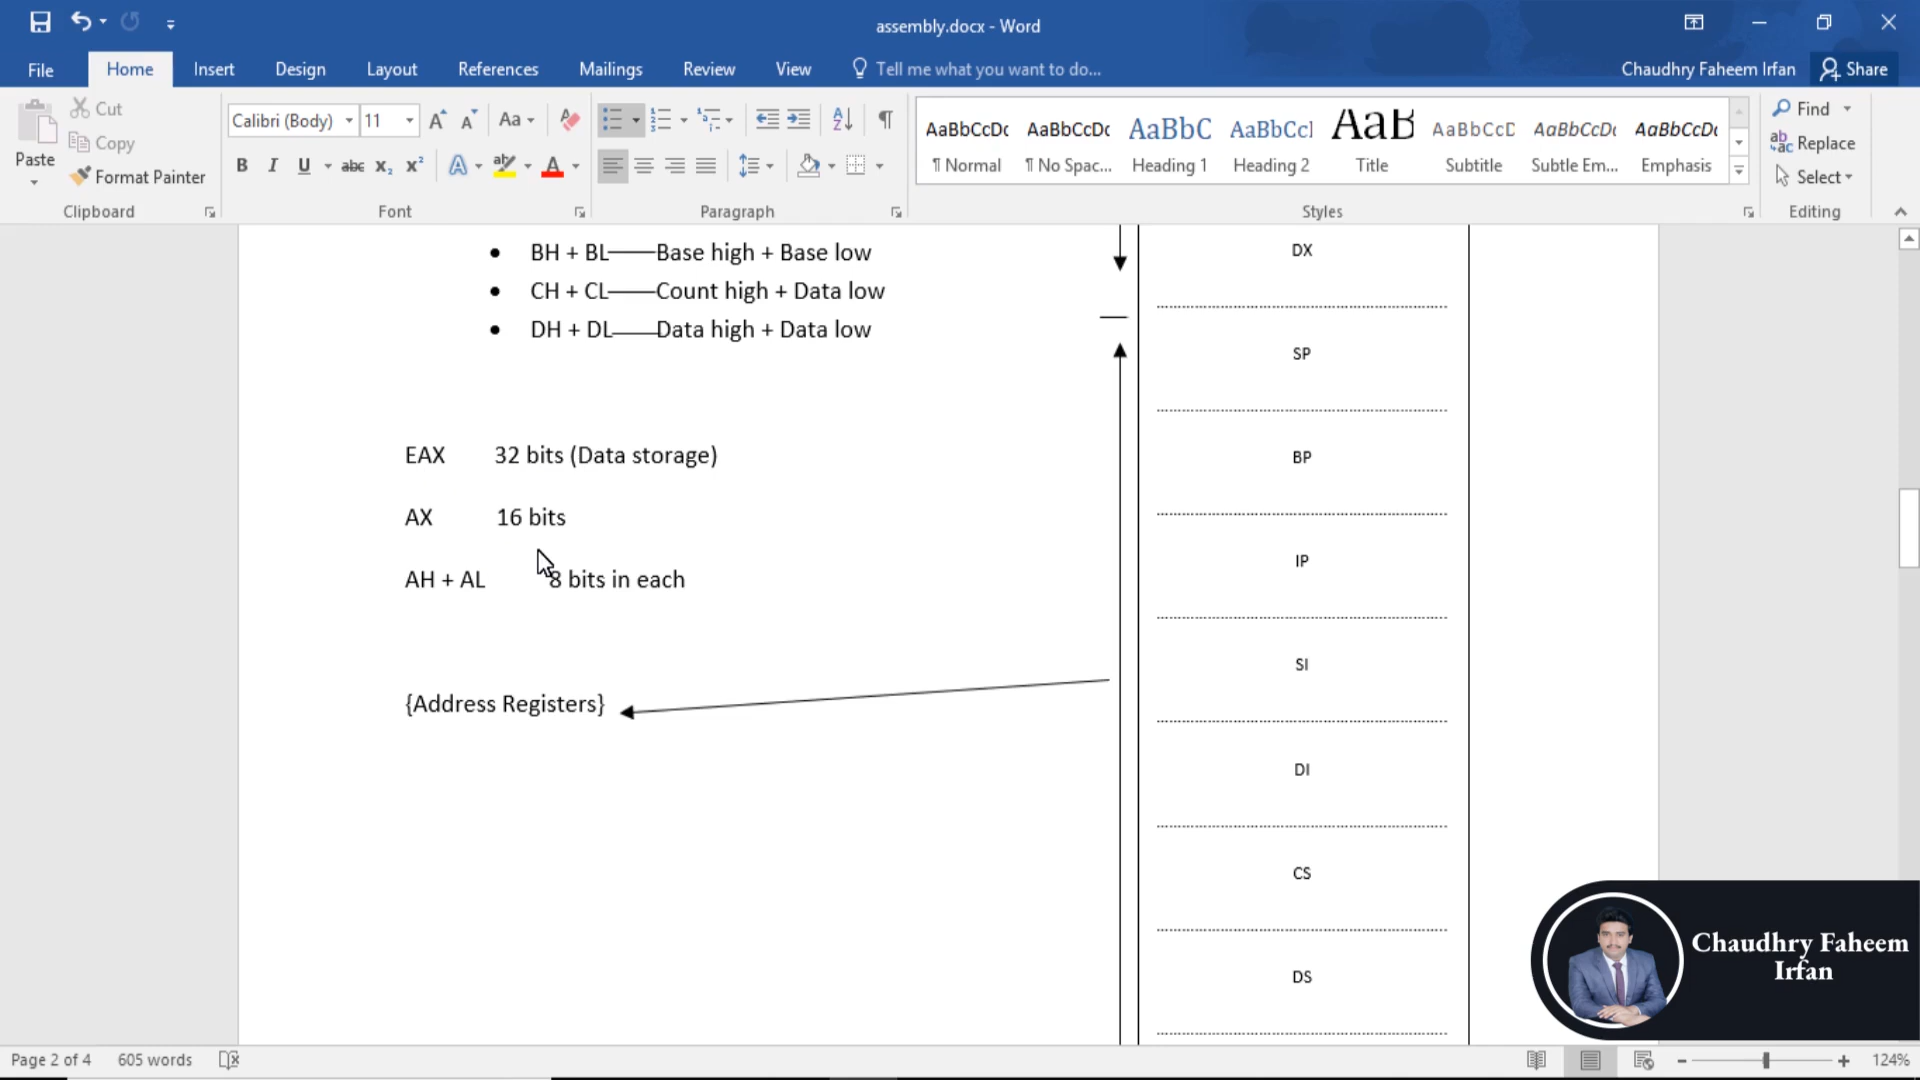 assembly.docx - Word
File
Home
Insert
Design
Layout
References
Mailings
Review
View
Tell me what you want to do...
Chaudhry Faheem Irfan
Share
Paste
Cut
Copy
Format Painter
Clipboard
Calibri (Body)
11
Font
Paragraph
AaBbCcDc
¶ Normal
AaBbCcDc
¶ No Spac...
AaBbC
Heading 1
AaBbCcI
Heading 2
AaB
Title
AaBbCcD
Subtitle
AaBbCcDc
Subtle Em...
AaBbCcDc
Emphasis
Styles
Find
Replace
Select
Editing
BH + BL——Base high + Base low
CH + CL——Count high + Data low
DH + DL____Data high + Data low
EAX 32 bits (Data storage)
AX 16 bits
AH + AL 8 bits in each
{Address Registers}
DX
SP
BP
IP
SI
DI
CS
DS
Chaudhry Faheem
Irfan
Page 2 of 4
605 words
124%